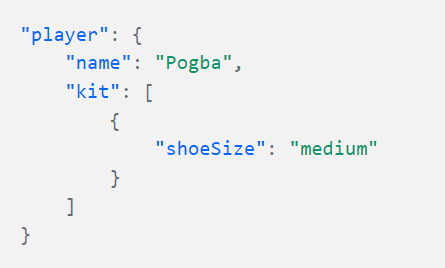 "player": {
    "name": "Pogba",
    "kit": [
        {
            "shoeSize": "medium"
        }
    ]
}